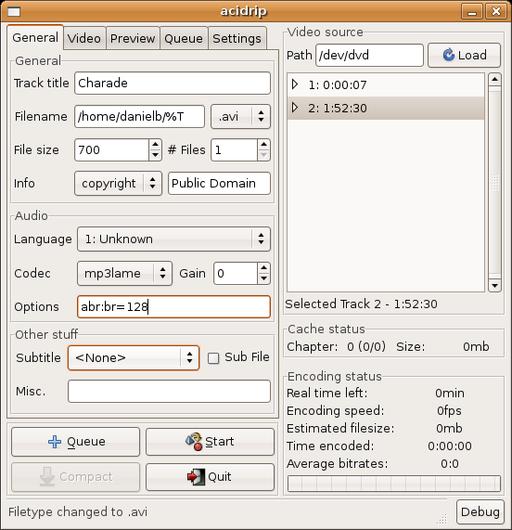 acidrip
General Video Preview Queue Settings
General
Track title Charade
Filename /home/danielb/%T .avi
File size 700 # Files 1
Info copyright Public Domain
Audio
Language 1: Unknown
Codec mp3lame Gain 0
Options abr:br=128
Other stuff
Subtitle <None> Sub File
Misc.
Queue Start
Compact Quit
Video source
Path /dev/dvd Load
1: 0:00:07
2: 1:52:30
Selected Track 2 - 1:52:30
Cache status
Chapter: 0 (0/0) Size: 0mb
Encoding status
Real time left: 0min
Encoding speed: 0fps
Estimated filesize: 0mb
Time encoded: 0:00:00
Average bitrates: 0:0
Filetype changed to .avi Debug